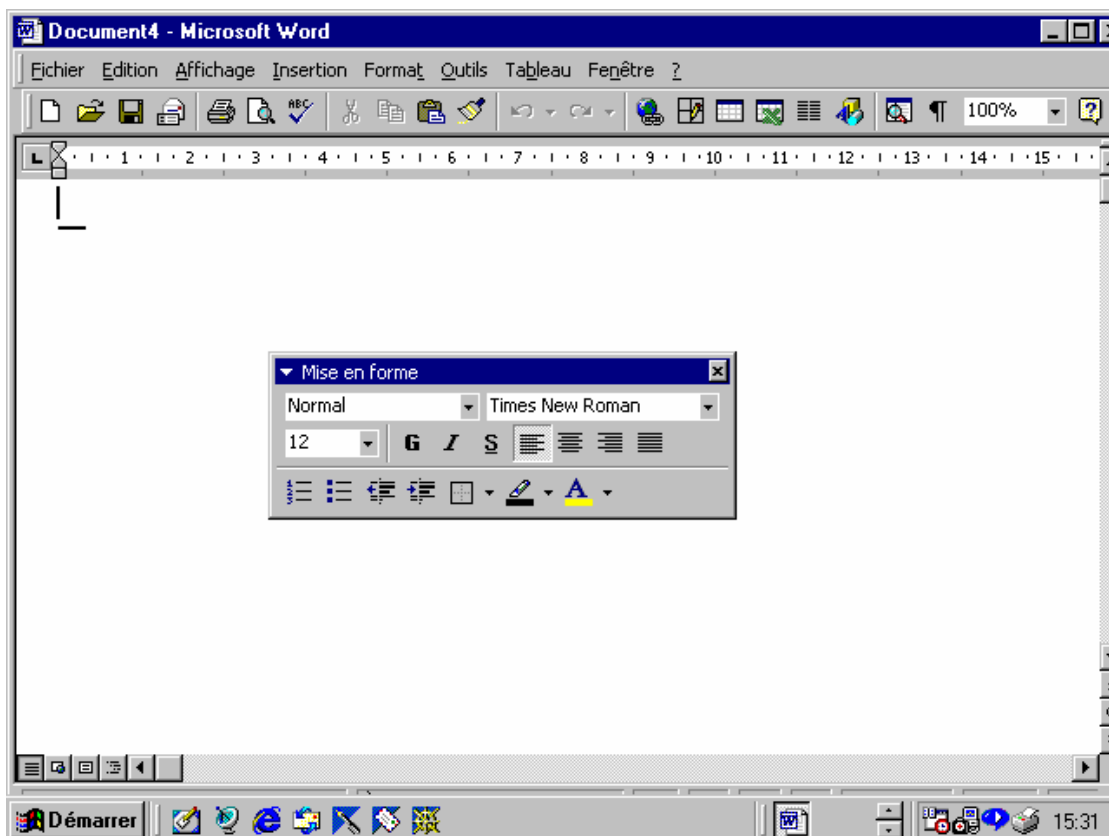 Document4 - Microsoft Word
Fichier Edition Affichage Insertion Format Outils Tableau Fenêtre ?
ABC 100%
1 2 3 4 5 6 7 8 9 10 11 12 13 14 15
Mise en forme
Normal Times New Roman
12 G I S
A
Démarrer 15:31